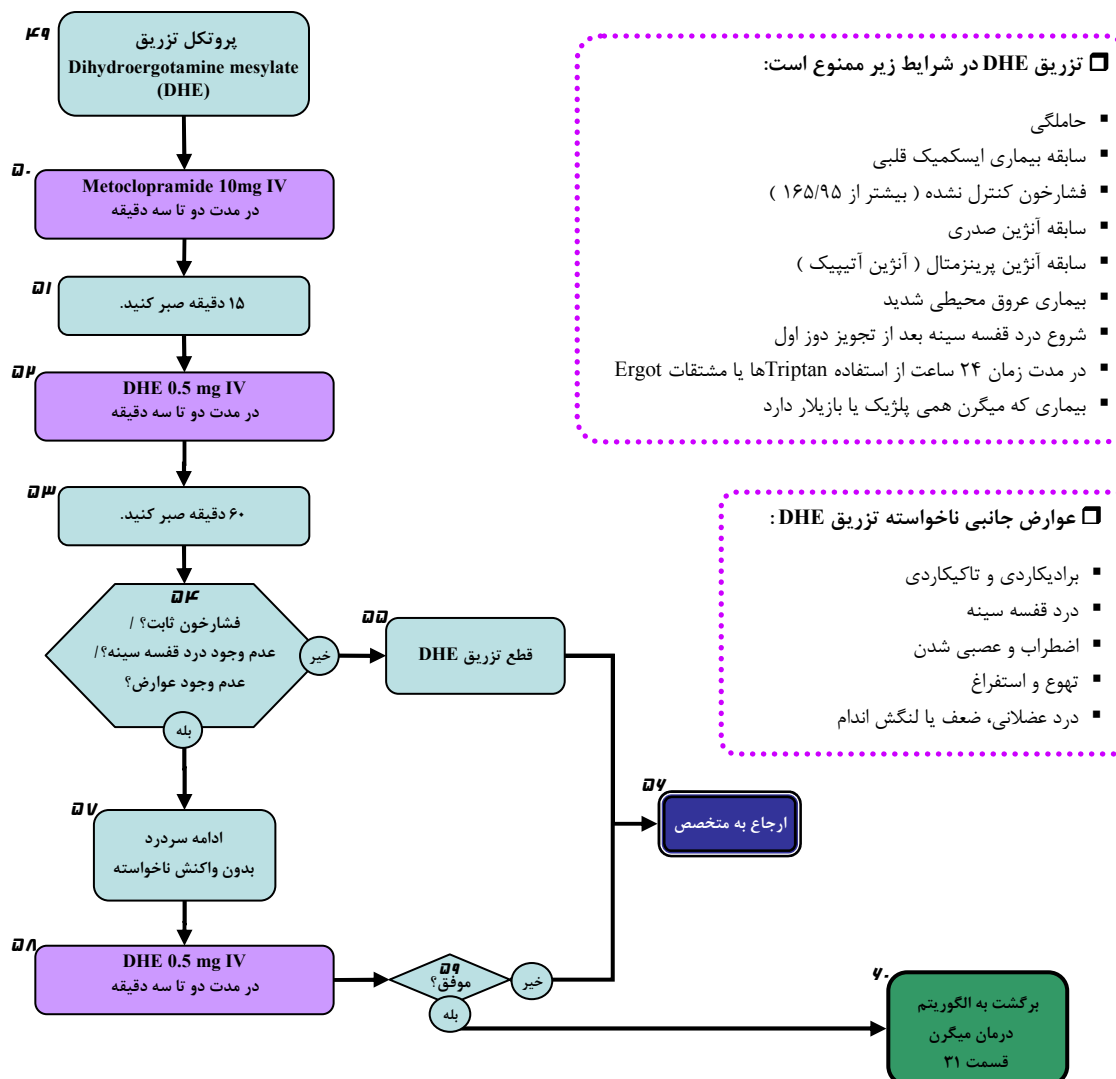 ۴۹
پروتکل تزریق
Dihydroergotamine mesylate
(DHE)
۵۰
Metoclopramide 10mg IV
در مدت دو تا سه دقیقه
۵۱
۱۵ دقیقه صبر کنید.
۵۲
DHE 0.5 mg IV
در مدت دو تا سه دقیقه
۵۳
۶۰ دقیقه صبر کنید.
۵۴
فشارخون ثابت؟ /
عدم وجود درد قفسه سینه؟/
عدم وجود عوارض؟
خیر
بله
۵۵
قطع تزریق DHE
۵۶
ارجاع به متخصص
۵۷
ادامه سردرد
بدون واکنش ناخواسته
۵۸
DHE 0.5 mg IV
در مدت دو تا سه دقیقه
۵۹
موفق؟
خیر
بله
۶۰
برگشت به الگوریتم
درمان میگرن
قسمت ۳۱
تزریق DHE در شرایط زیر ممنوع است:
حاملگی
سابقه بیماری ایسکمیک قلبی
فشارخون کنترل نشده ( بیشتر از ۱۶۵/۹۵ )
سابقه آنژین صدری
سابقه آنژین پرینزمتال ( آنژین آتیپیک )
بیماری عروق محیطی شدید
شروع درد قفسه سینه بعد از تجویز دوز اول
در مدت زمان ۲۴ ساعت از استفاده Triptanها یا مشتقات Ergot
بیماری که میگرن همی پلژیک یا بازیلار دارد
عوارض جانبی ناخواسته تزریق DHE :
برادیکاردی و تاکیکاردی
درد قفسه سینه
اضطراب و عصبی شدن
تهوع و استفراغ
درد عضلانی، ضعف یا لنگش اندام